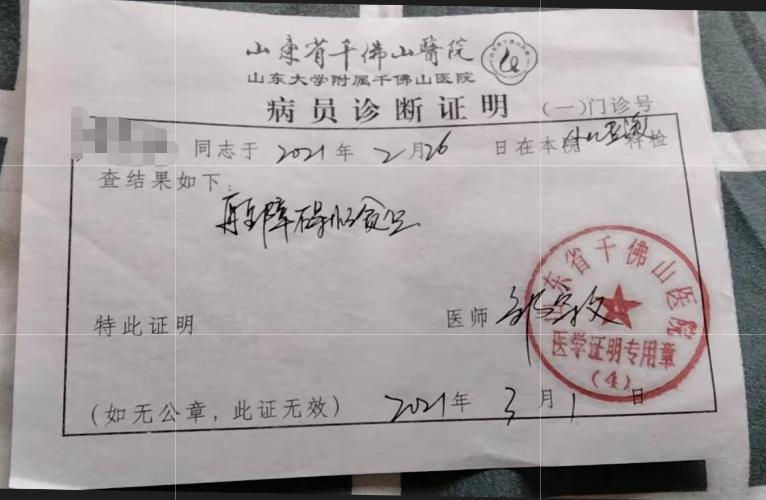 山东省千佛山醫院
山东大学附属千佛山医院
病员诊断证明 (一)门诊号
同志于 2021 年 2 月 26 日在本院 科检
查结果如下:
再生障碍性贫血
山东省千佛山医院
医学证明专用章
(4)
特此证明 医师
(如无公章,此证无效) 2021 年 3 月 1 日